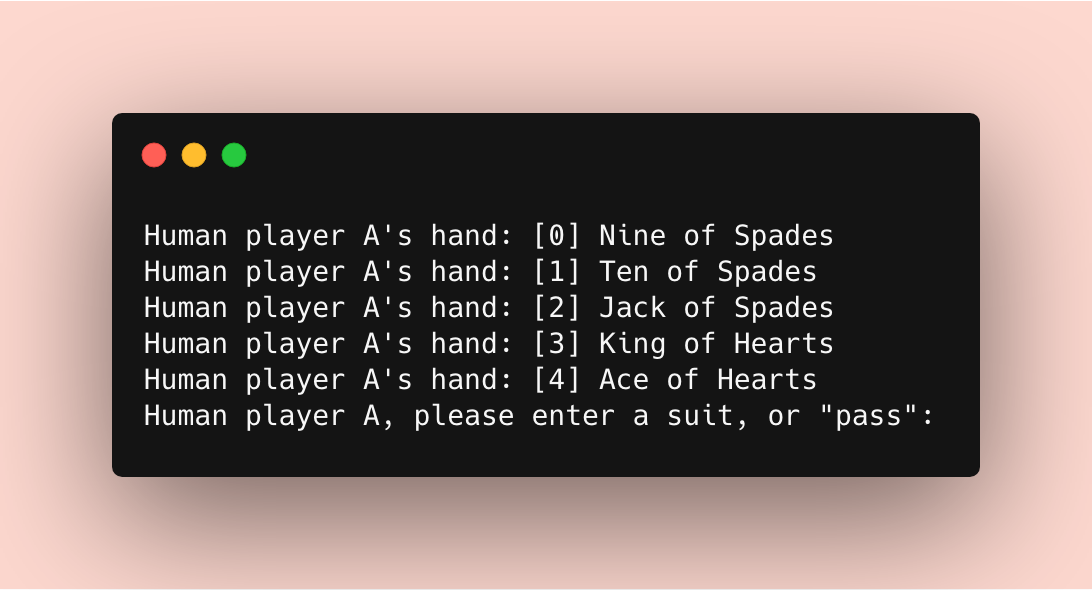 Human player A's hand: [0] Nine of Spades
Human player A's hand: [1] Ten of Spades
Human player A's hand: [2] Jack of Spades
Human player A's hand: [3] King of Hearts
Human player A's hand: [4] Ace of Hearts
Human player A, please enter a suit, or "pass":